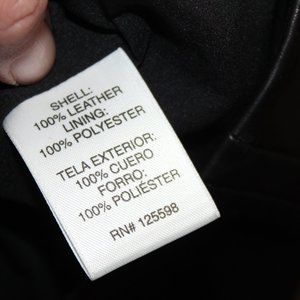 SHELL:
100% LEATHER
LINING:
100% POLYESTER
TELA EXTERIOR:
100% CUERO
FORRO:
100% POLIÉSTER
RN# 125598